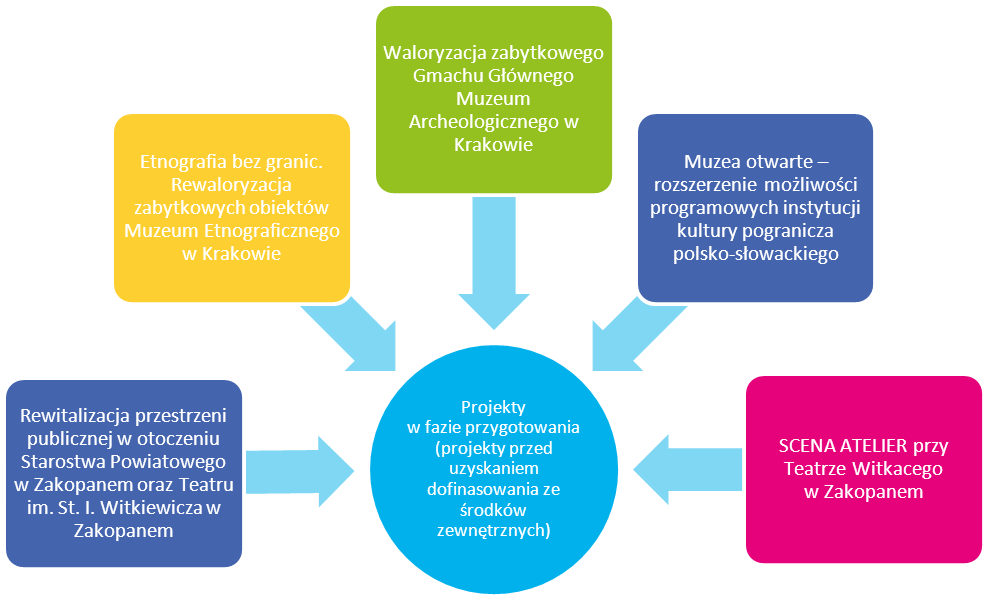 Waloryzacja zabytkowego
Gmachu Głównego
Muzeum
Archeologicznego w
Krakowie
Etnografia bez granic.
Rewaloryzacja
zabytkowych obiektów
Muzeum Etnograficznego
w Krakowie
Muzea otwarte –
rozszerzenie możliwości
programowych instytucji
kultury pogranicza
polsko-słowackiego
Rewitalizacja przestrzeni
publicznej w otoczeniu
Starostwa Powiatowego
w Zakopanem oraz Teatru
im. St. I. Witkiewicza w
Zakopanem
Projekty
w fazie przygotowania
(projekty przed
uzyskaniem
dofinasowania ze
środków
zewnętrznych)
SCENA ATELIER przy
Teatrze Witkacego
w Zakopanem